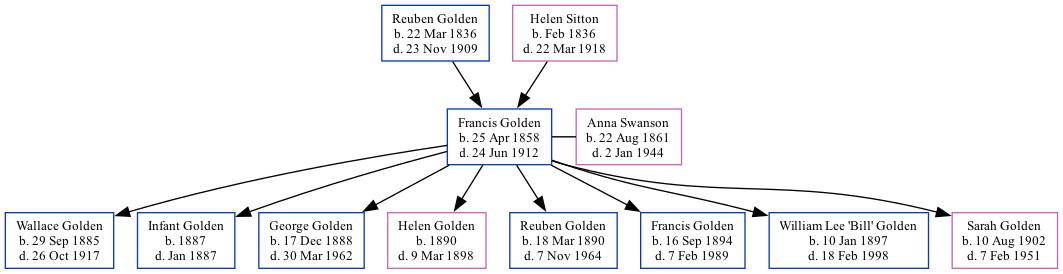 Reuben Golden
b. 22 Mar 1836
d. 23 Nov 1909
Helen Sitton
b. Feb 1836
d. 22 Mar 1918
Francis Golden
b. 25 Apr 1858
d. 24 Jun 1912
Anna Swanson
b. 22 Aug 1861
d. 2 Jan 1944
Wallace Golden
b. 29 Sep 1885
d. 26 Oct 1917
Infant Golden
b. 1887
d. Jan 1887
George Golden
b. 17 Dec 1888
d. 30 Mar 1962
Helen Golden
b. 1890
d. 9 Mar 1898
Reuben Golden
b. 18 Mar 1890
d. 7 Nov 1964
Francis Golden
b. 16 Sep 1894
d. 7 Feb 1989
William Lee 'Bill' Golden
b. 10 Jan 1897
d. 18 Feb 1998
Sarah Golden
b. 10 Aug 1902
d. 7 Feb 1951